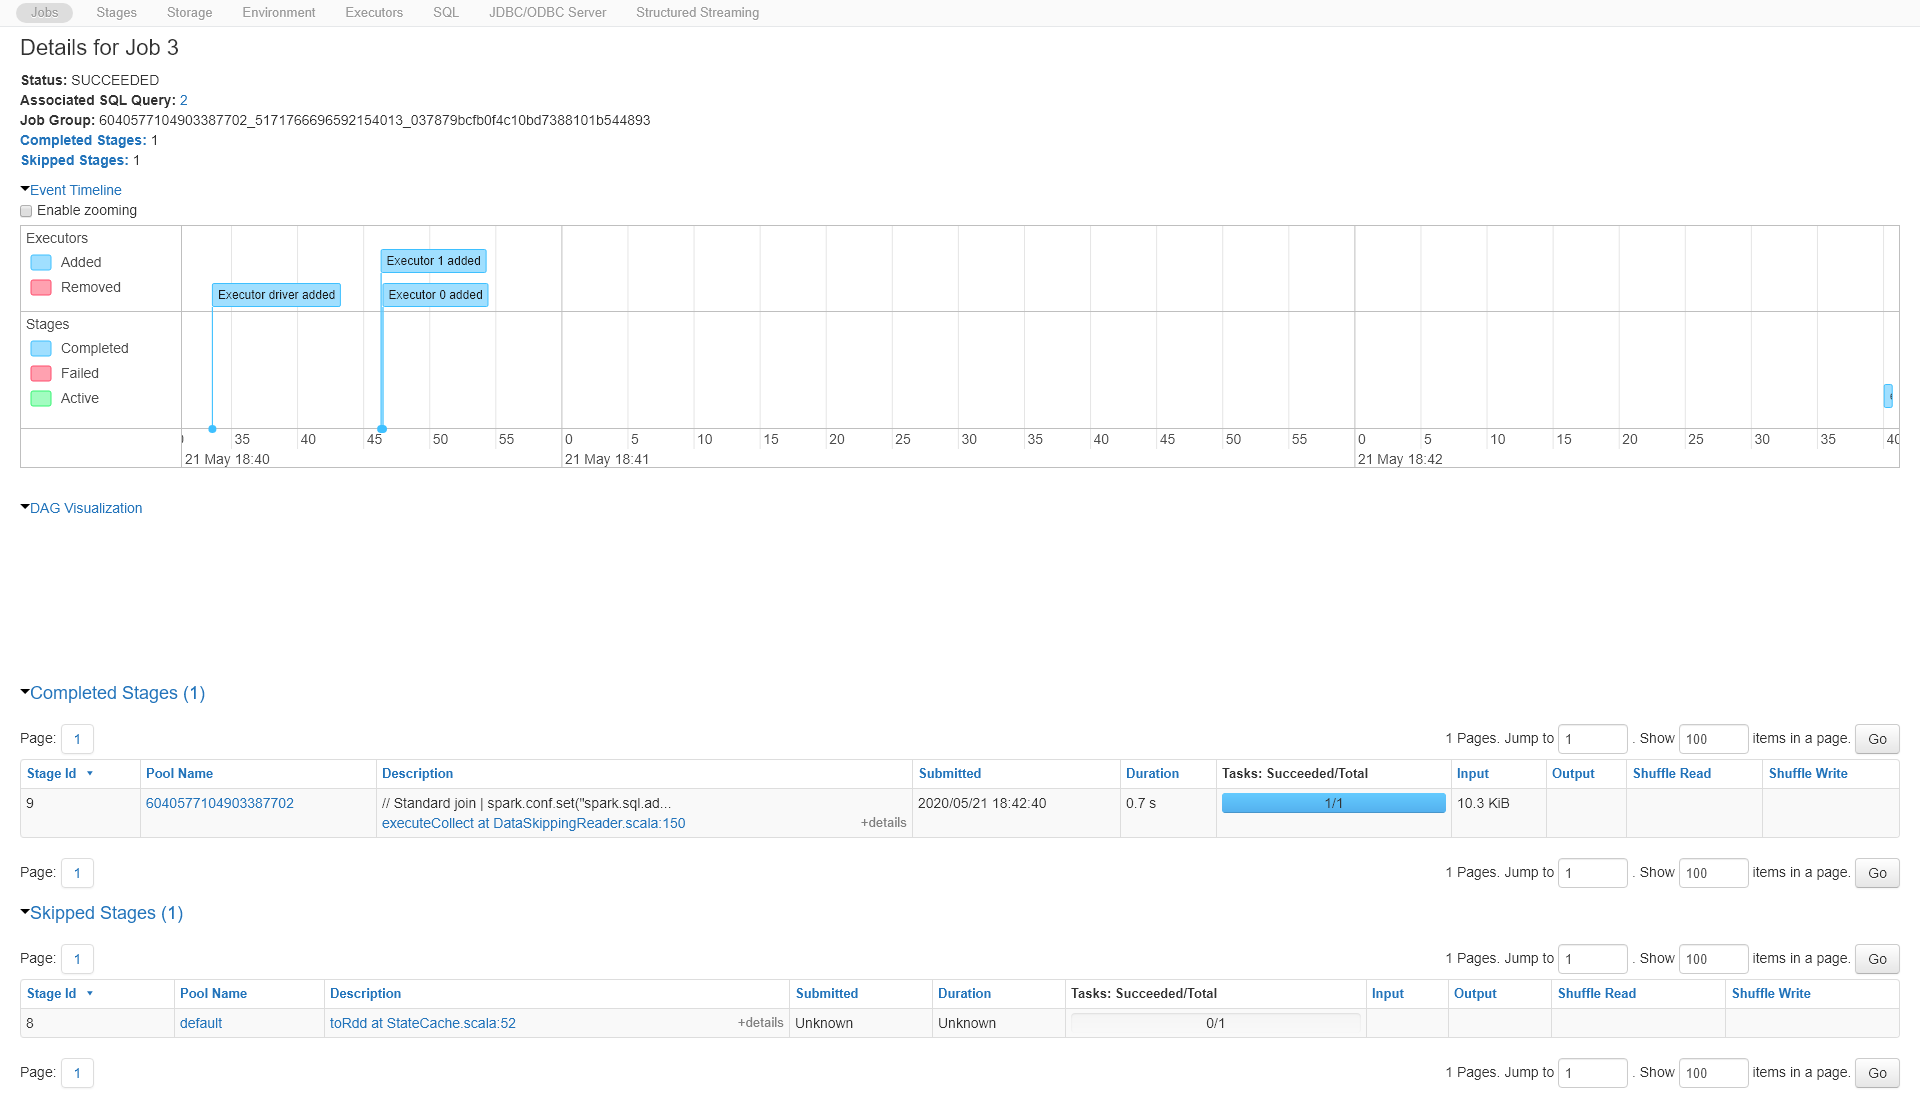 Jobs Stages Storage Environment Executors SQL JDBC/ODBC Server Structured Streaming
Details for Job 3
Status: SUCCEEDED
Associated SQL Query: 2
Job Group: 6040577104903387702_5171766696592154013_037879bcfb0f4c10bd7388101b544893
Completed Stages: 1
Skipped Stages: 1
Event Timeline
Enable zooming
Executors
Added
Removed
Executor 1 added
Executor driver added
Executor 0 added
Stages
Completed
Failed
Active
35 40 45 50 55 0 5 10 15 20 25 30 35 40 45 50 55 0 5 10 15 20 25 30 35 40
21 May 18:40 21 May 18:41 21 May 18:42
DAG Visualization
Completed Stages (1)
Page: 1 1 Pages. Jump to 1 . Show 100 items in a page. Go
Stage Id Pool Name Description Submitted Duration Tasks: Succeeded/Total Input Output Shuffle Read Shuffle Write
9 6040577104903387702 // Standard join | spark.conf.set("spark.sql.ad... 2020/05/21 18:42:40 0.7 s 1/1 10.3 KiB
executeCollect at DataSkippingReader.scala:150 +details
Page: 1 1 Pages. Jump to 1 . Show 100 items in a page. Go
Skipped Stages (1)
Page: 1 1 Pages. Jump to 1 . Show 100 items in a page. Go
Stage Id Pool Name Description Submitted Duration Tasks: Succeeded/Total Input Output Shuffle Read Shuffle Write
8 default toRdd at StateCache.scala:52 +details Unknown Unknown 0/1
Page: 1 1 Pages. Jump to 1 . Show 100 items in a page. Go